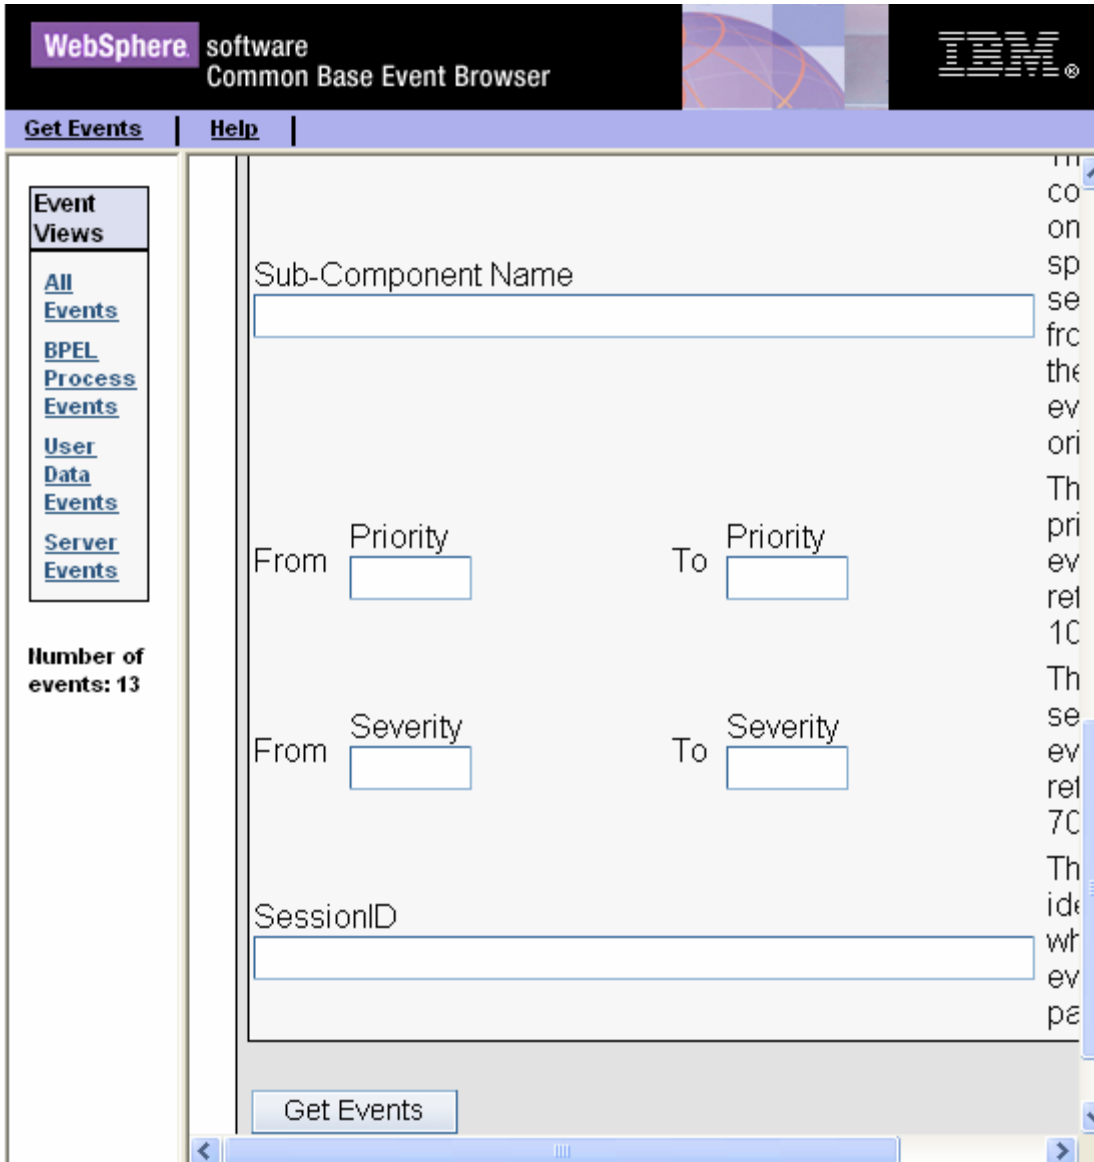 WebSphere. software
Common Base Event Browser
IBM®
Get Events | Help |
Event
Views
All
Events
BPEL
Process
Events
User
Data
Events
Server
Events
Number of
events: 13
Sub-Component Name
From Priority To Priority
From Severity To Severity
SessionID
Get Events